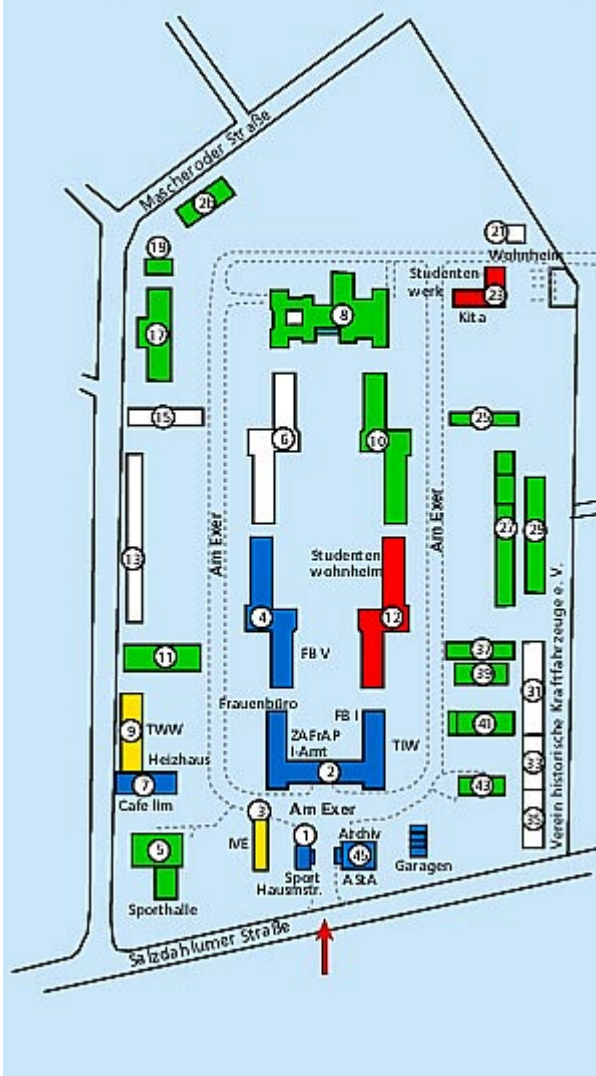 Mascheroder Straße
2b
19
21
Wohnheim
Studenten
werk
23
Kita
17
8
15
6
10
25
Am Exer
Am Exer
13
27
29
Studenten
wohnheim
4
12
FB V
11
37
39
31
Verein historische Kraftfahrzeuge e. V.
Frauenbüro
FB I
9
TWW
ZAFrAP
I-Amt
TIW
41
Heizhaus
2
33
7
43
Cafe lim
3
Am Exer
1
Archiv
35
5
IVE
45
Sport
Hausmstr.
AStA
Garagen
Sporthalle
Salzdahlumer Straße